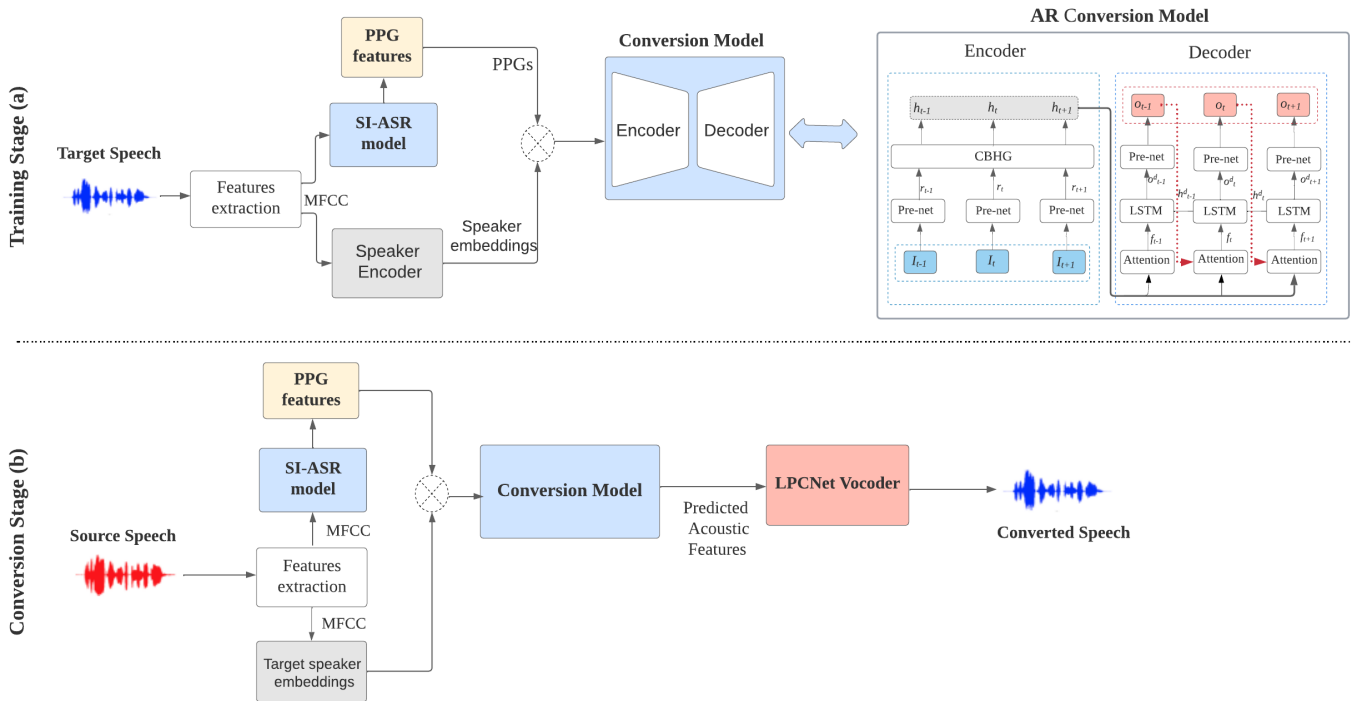 Training Stage (a)
Target Speech
Features
extraction
MFCC
SI-ASR
model
PPG
features
Speaker
Encoder
PPGs
Speaker
embeddings
Conversion Model
Encoder
Decoder
AR Conversion Model
Encoder
Decoder
h_{t-1} h_t h_{t+1}
CBHG
r_{t-1} r_t r_{t+1}
Pre-net Pre-net Pre-net
I_{t-1} I_t I_{t+1}
o_{t-1} o_t o_{t+1}
Pre-net Pre-net Pre-net
o^d_{t-1} o^d_t o^d_{t+1}
h^d_{t-1} h^d_t
LSTM LSTM LSTM
f_{t-1} f_t f_{t+1}
Attention Attention Attention
Conversion Stage (b)
Source Speech
Features
extraction
MFCC
SI-ASR
model
PPG
features
MFCC
Target speaker
embeddings
Conversion Model
Predicted
Acoustic
Features
LPCNet Vocoder
Converted Speech